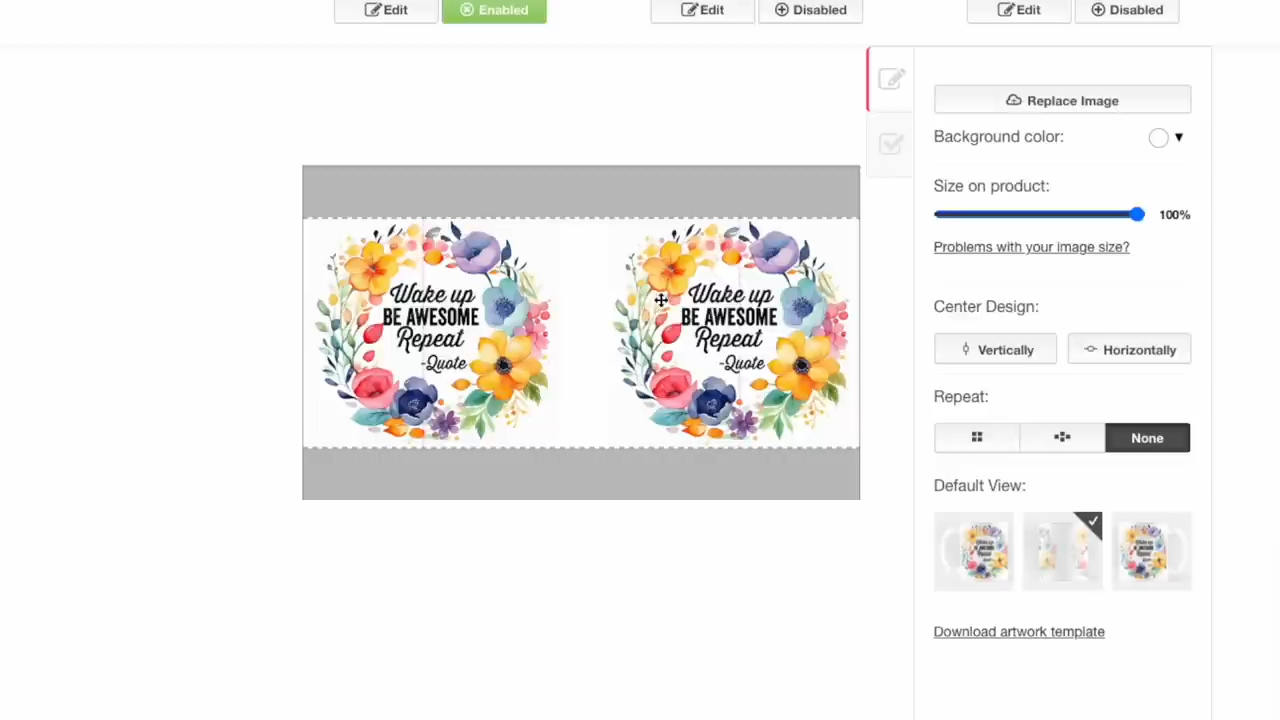 Edit Enabled Edit Disabled Edit Disabled
Replace Image
Background color:
Size on product:
100%
Problems with your image size?
Center Design:
Vertically Horizontally
Repeat:
None
Default View:
Download artwork template
Wake up
BE AWESOME
Repeat
-Quote
Wake up
BE AWESOME
Repeat
-Quote